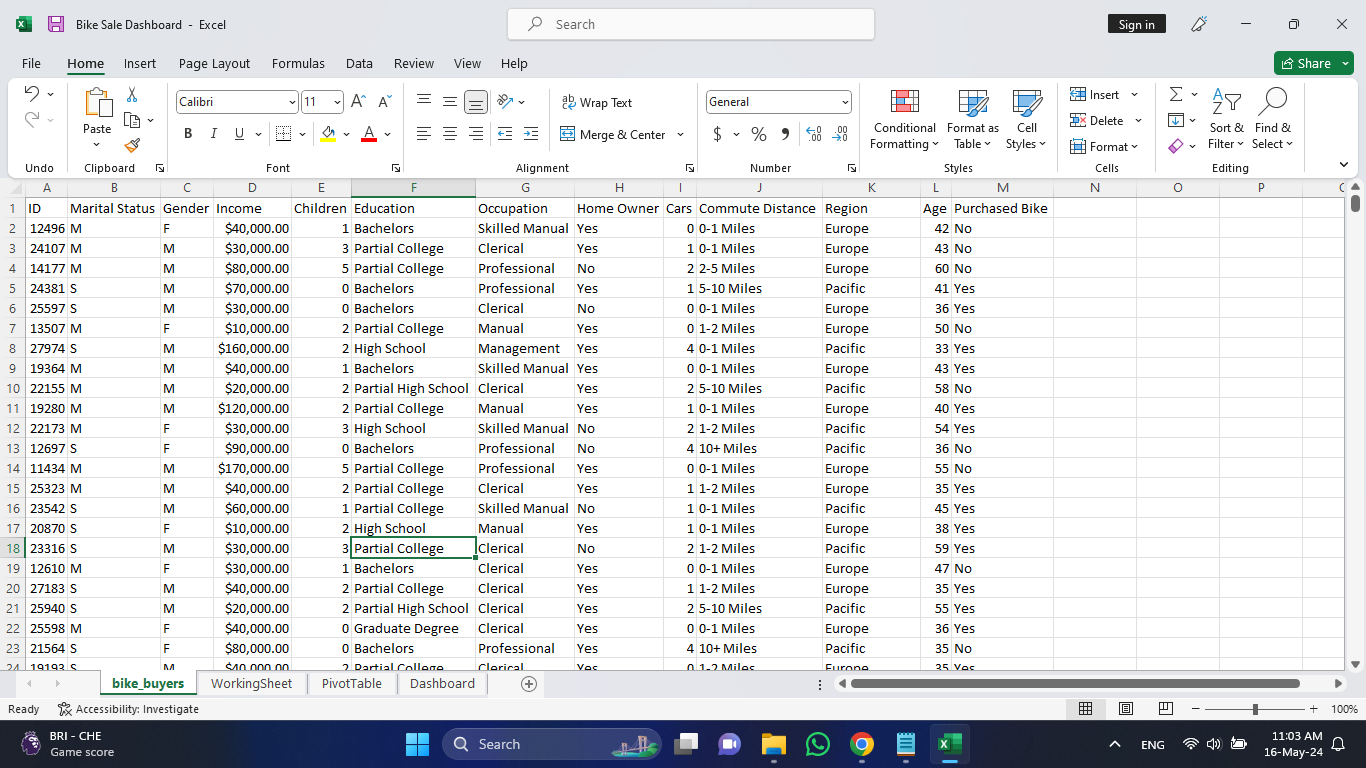 Bike Sale Dashboard - Excel
Search
Sign in
File Home Insert Page Layout Formulas Data Review View Help
Share
Calibri 11
Wrap Text
General
Insert
Paste
B I U
Merge & Center
$ % 9
Conditional Formatting
Format as Table
Cell Styles
Delete
Format
Sort & Filter
Find & Select
Undo Clipboard Font Alignment Number Styles Cells Editing
A B C D E F G H I J K L M N O P
1 ID Marital Status Gender Income Children Education Occupation Home Owner Cars Commute Distance Region Age Purchased Bike
2 12496 M F $40,000.00 1 Bachelors Skilled Manual Yes 0 0-1 Miles Europe 42 No
3 24107 M M $30,000.00 3 Partial College Clerical Yes 1 0-1 Miles Europe 43 No
4 14177 M M $80,000.00 5 Partial College Professional No 2 2-5 Miles Europe 60 No
5 24381 S M $70,000.00 0 Bachelors Professional Yes 1 5-10 Miles Pacific 41 Yes
6 25597 S M $30,000.00 0 Bachelors Clerical No 0 0-1 Miles Europe 36 Yes
7 13507 M F $10,000.00 2 Partial College Manual Yes 0 1-2 Miles Europe 50 No
8 27974 S M $160,000.00 2 High School Management Yes 4 0-1 Miles Pacific 33 Yes
9 19364 M M $40,000.00 1 Bachelors Skilled Manual Yes 0 0-1 Miles Europe 43 Yes
10 22155 M M $20,000.00 2 Partial High School Clerical Yes 2 5-10 Miles Pacific 58 No
11 19280 M M $120,000.00 2 Partial College Manual Yes 1 0-1 Miles Europe 40 Yes
12 22173 M F $30,000.00 3 High School Skilled Manual No 2 1-2 Miles Pacific 54 Yes
13 12697 S F $90,000.00 0 Bachelors Professional No 4 10+ Miles Pacific 36 No
14 11434 M M $170,000.00 5 Partial College Professional Yes 0 0-1 Miles Europe 55 No
15 25323 M M $40,000.00 2 Partial College Clerical Yes 1 1-2 Miles Europe 35 Yes
16 23542 S M $60,000.00 1 Partial College Skilled Manual No 1 0-1 Miles Pacific 45 Yes
17 20870 S F $10,000.00 2 High School Manual Yes 1 0-1 Miles Europe 38 Yes
18 23316 S M $30,000.00 3 Partial College Clerical No 2 1-2 Miles Pacific 59 Yes
19 12610 M F $30,000.00 1 Bachelors Clerical Yes 0 0-1 Miles Europe 47 No
20 27183 S M $40,000.00 2 Partial College Clerical Yes 1 1-2 Miles Europe 35 Yes
21 25940 S M $20,000.00 2 Partial High School Clerical Yes 2 5-10 Miles Pacific 55 Yes
22 25598 M F $40,000.00 0 Graduate Degree Clerical Yes 0 0-1 Miles Europe 36 Yes
23 21564 S F $80,000.00 0 Bachelors Professional Yes 4 10+ Miles Pacific 35 No
24 19193 S M $40,000.00 2 Partial College Clerical Yes 0 1-2 Miles Europe 35 Yes
bike_buyers WorkingSheet PivotTable Dashboard
Ready Accessibility: Investigate 100%
BRI - CHE
Game score
Search
ENG
11:03 AM
16-May-24